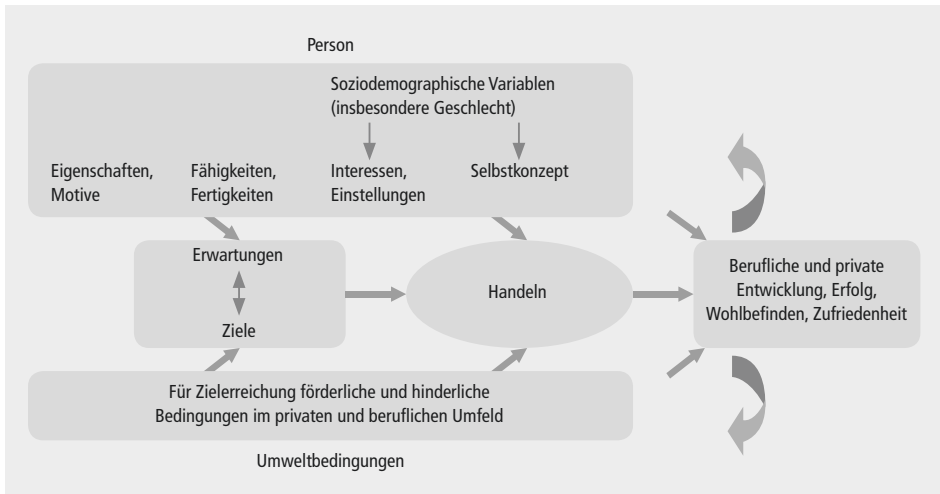 Person
Soziodemographische Variablen
(insbesondere Geschlecht)
Eigenschaften,
Motive
Fähigkeiten,
Fertigkeiten
Interessen,
Einstellungen
Selbstkonzept
Erwartungen
Ziele
Handeln
Berufliche und private
Entwicklung, Erfolg,
Wohlbefinden, Zufriedenheit
Für Zielerreichung förderliche und hinderliche
Bedingungen im privaten und beruflichen Umfeld
Umweltbedingungen